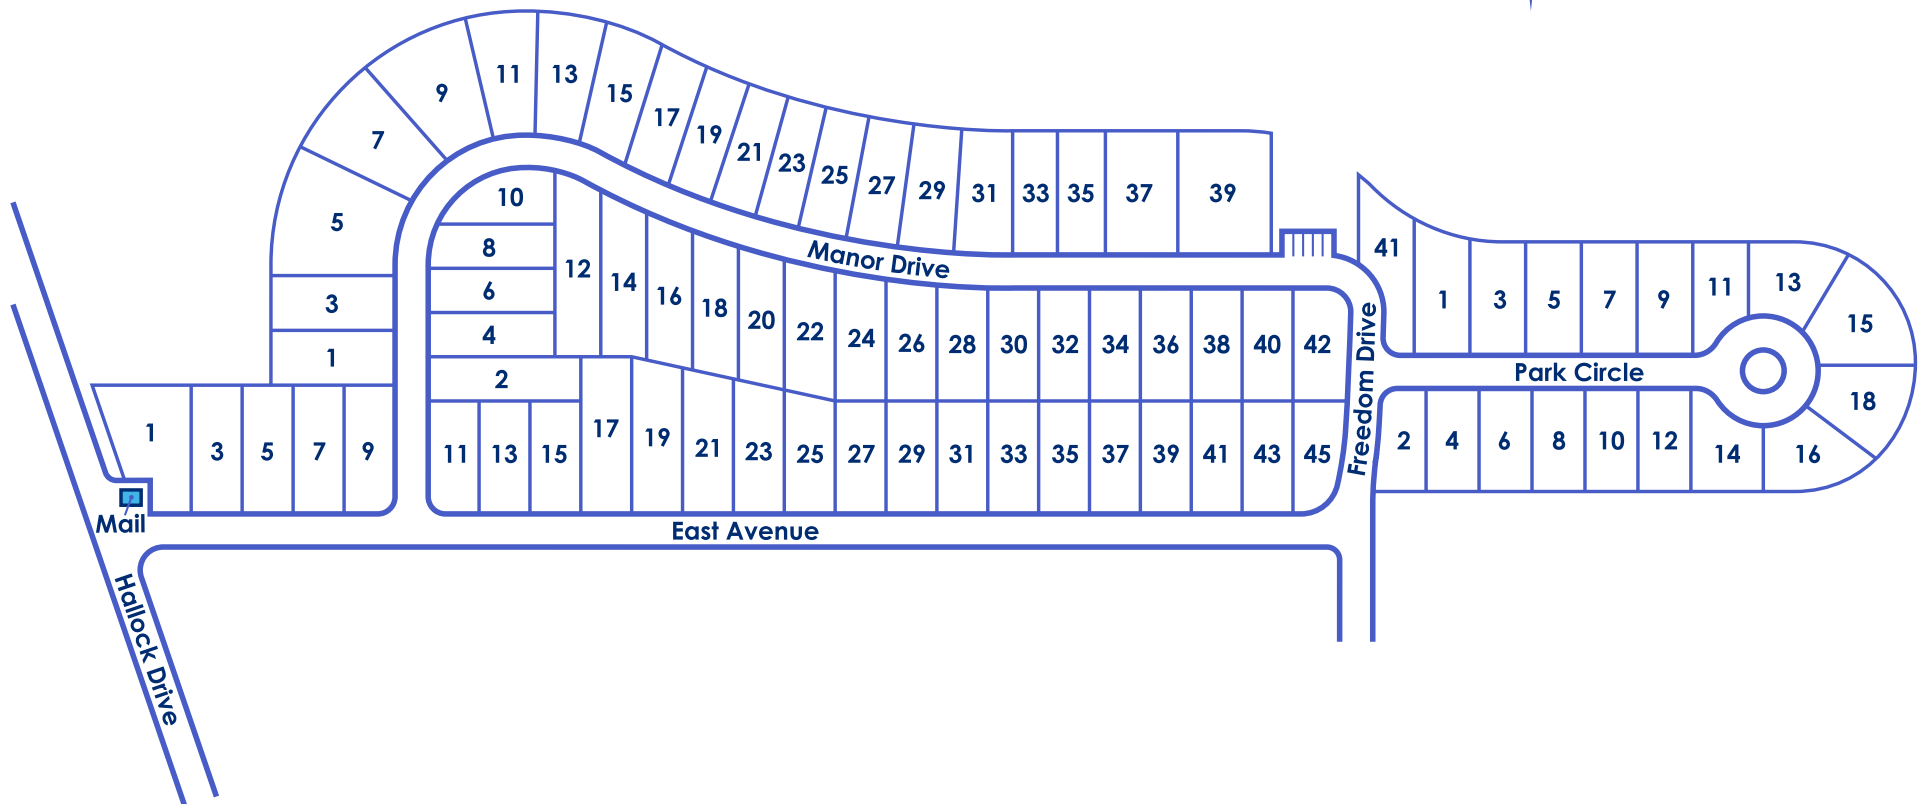 11 13
9 15
7 17 19 21 23 25 27 29 31 33 35 37 39
5
10
3
8
6
4
1
2
12 14 16 18 20 22 24 26 28 30 32 34 36 38 40 42
Manor Drive
41
1 3 5 7 9 11 13 15
Park Circle
2 4 6 8 10 12 14 16 18
Freedom Drive
1 3 5 7 9
11 13 15 17 19 21 23 25 27 29 31 33 35 37 39 41 43 45
Mail
East Avenue
Hallock Drive